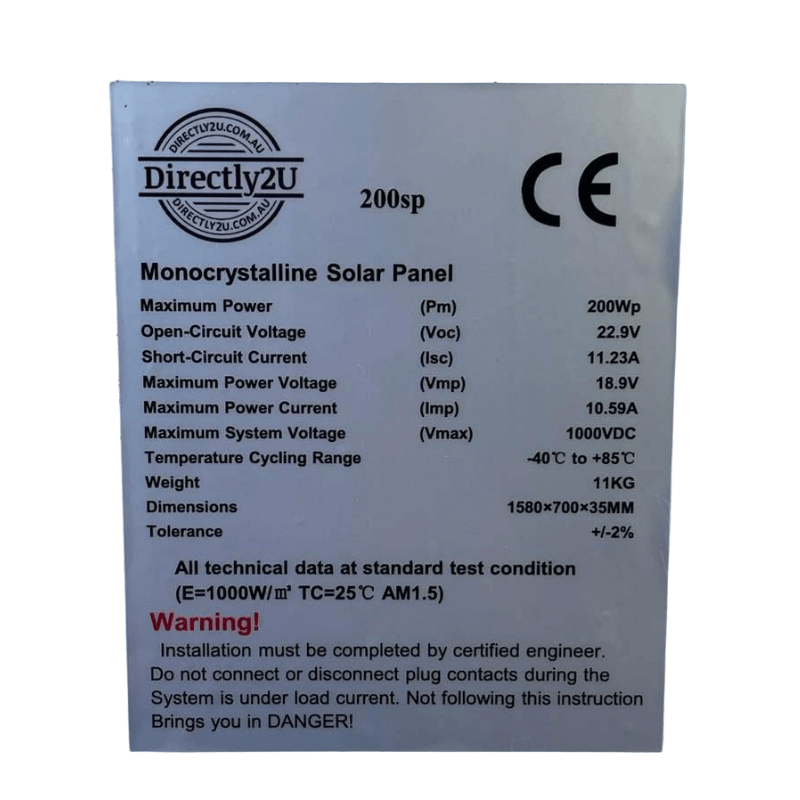 DIRECTLY2U.COM.AU
Directly2U
DIRECTLY2U.COM.AU
200sp
CE
Monocrystalline Solar Panel
Maximum Power (Pm) 200Wp
Open-Circuit Voltage (Voc) 22.9V
Short-Circuit Current (Isc) 11.23A
Maximum Power Voltage (Vmp) 18.9V
Maximum Power Current (Imp) 10.59A
Maximum System Voltage (Vmax) 1000VDC
Temperature Cycling Range -40℃ to +85℃
Weight 11KG
Dimensions 1580×700×35MM
Tolerance +/-2%
All technical data at standard test condition
(E=1000W/㎥ TC=25℃ AM1.5)
Warning!
Installation must be completed by certified engineer.
Do not connect or disconnect plug contacts during the
System is under load current. Not following this instruction
Brings you in DANGER!